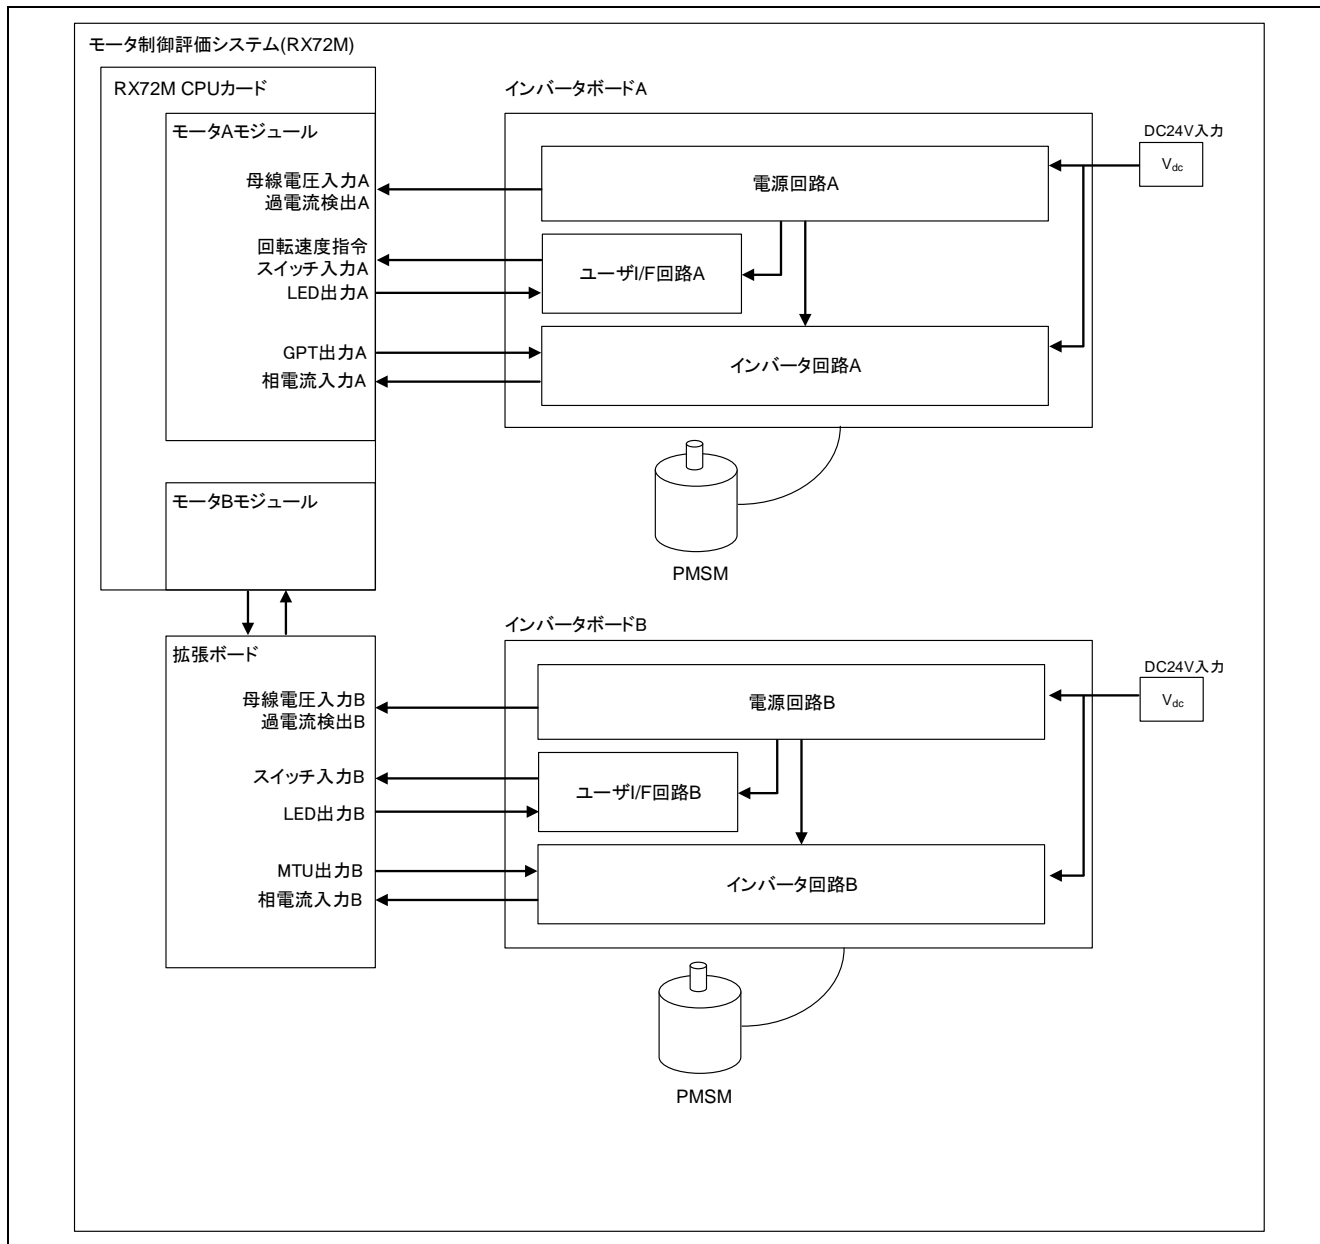 モータ制御評価システム(RX72M)
RX72M CPUカード
モータAモジュール
母線電圧入力A
過電流検出A
回転速度指令
スイッチ入力A
LED出力A
GPT出力A
相電流入力A
インバータボードA
電源回路A
ユーザI/F回路A
インバータ回路A
DC24V入力
Vdc
PMSM
モータBモジュール
拡張ボード
母線電圧入力B
過電流検出B
スイッチ入力B
LED出力B
MTU出力B
相電流入力B
インバータボードB
電源回路B
ユーザI/F回路B
インバータ回路B
DC24V入力
Vdc
PMSM